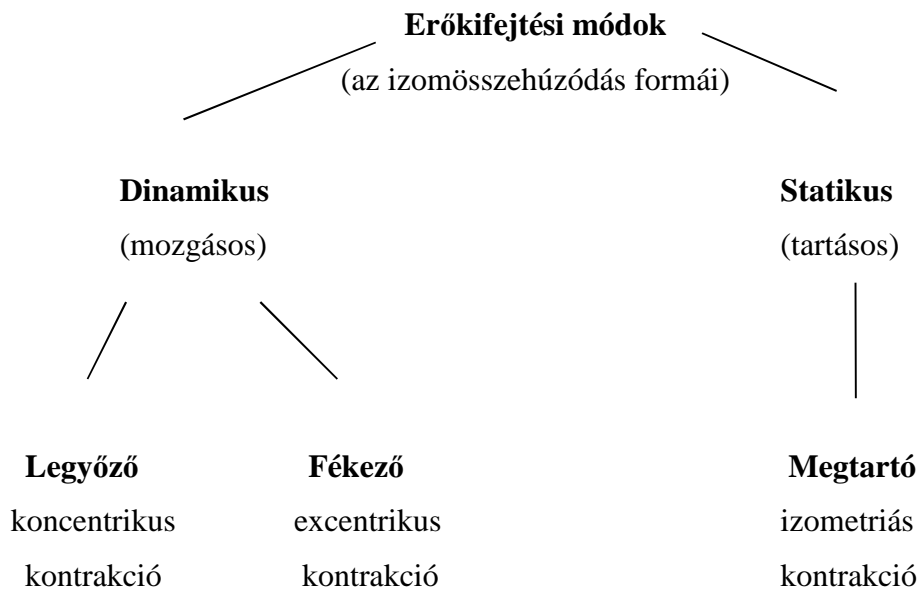 Erőkifejtési módok
(az izomösszehúzódás formái)
Dinamikus
(mozgásos)
Statikus
(tartásos)
Legyőző
koncentrikus
kontrakció
Fékező
excentrikus
kontrakció
Megtartó
izometriás
kontrakció